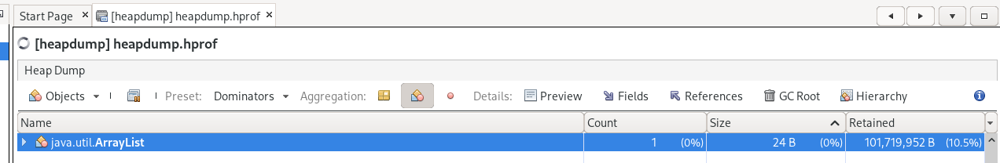 Start Page × [heapdump] heapdump.hprof ×
[heapdump] heapdump.hprof
Heap Dump
Objects Preset: Dominators Aggregation: Details: Preview Fields References GC Root Hierarchy
Name Count Size Retained
java.util.ArrayList 1 (0%) 24 B (0%) 101,719,952 B (10.5%)